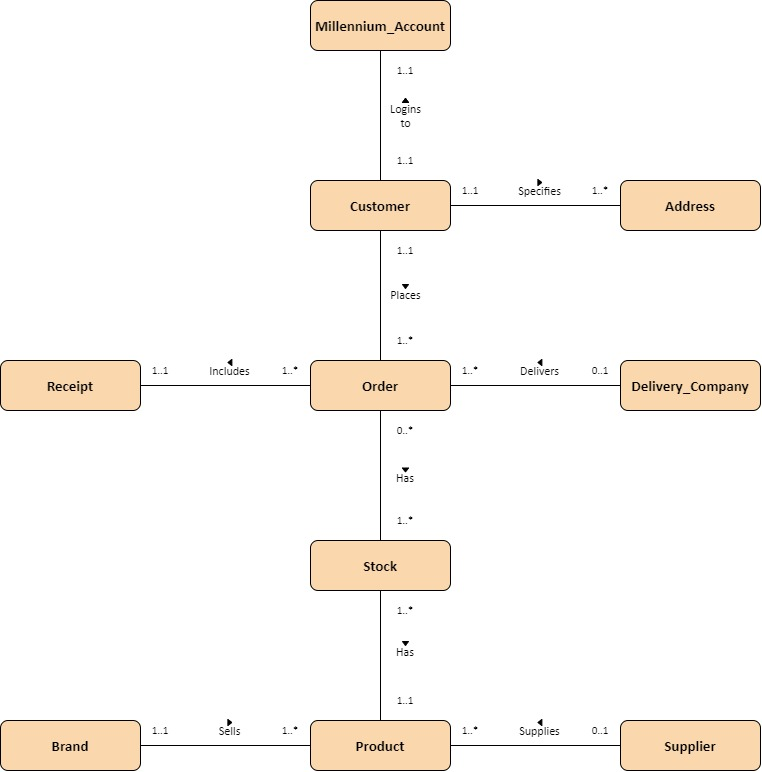 Millennium_Account
1..1
Logins
to
1..1
Customer
1..1
Specifies
1..*
Address
1..1
Places
1..*
Receipt
1..1
Includes
1..*
Order
1..*
Delivers
0..1
Delivery_Company
0..*
Has
1..*
Stock
1..*
Has
1..1
Brand
1..1
Sells
1..*
Product
1..*
Supplies
0..1
Supplier